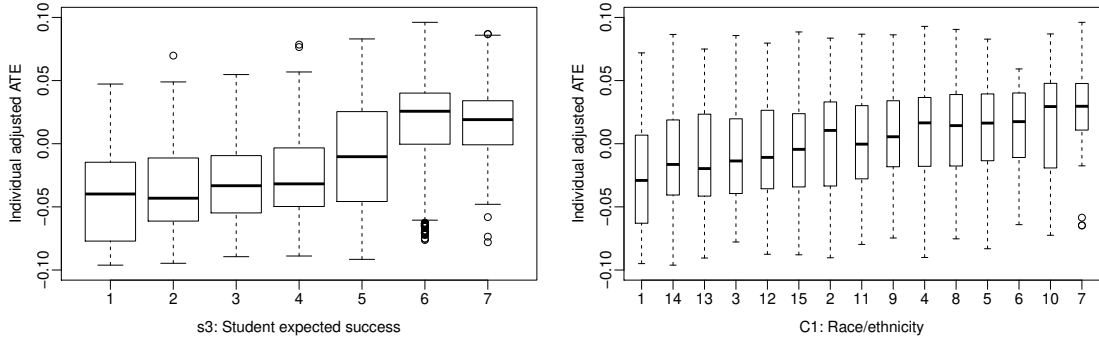 Individual adjusted ATE
0.10
0.05
0.00
−0.05
−0.10
1 2 3 4 5 6 7
s3: Student expected success
Individual adjusted ATE
0.10
0.05
0.00
−0.05
−0.10
1 14 13 3 12 15 2 11 9 4 8 5 6 10 7
C1: Race/ethnicity